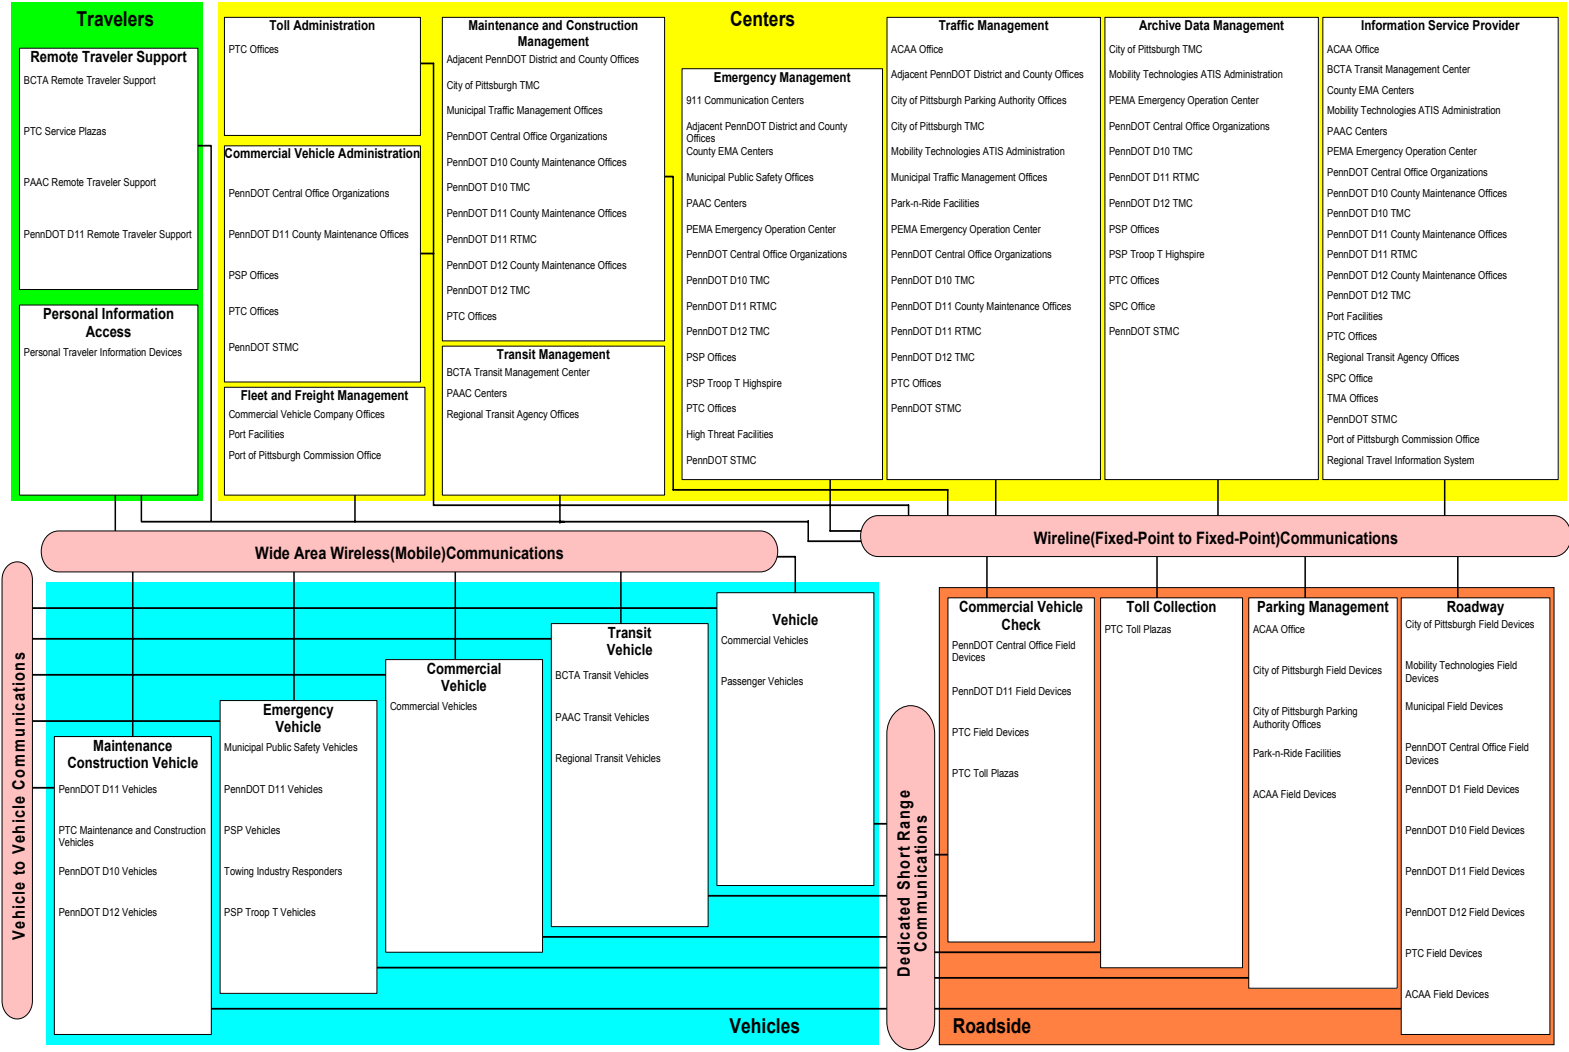 Travelers
Remote Traveler Support
BCTA Remote Traveler Support
PTC Service Plazas
PAAC Remote Traveler Support
PennDOT D11 Remote Traveler Support
Personal Information
Access
Personal Traveler Information Devices
Centers
Toll Administration
PTC Offices
Commercial Vehicle Administration
PennDOT Central Office Organizations
PennDOT D11 County Maintenance Offices
PSP Offices
PTC Offices
PennDOT STMC
Fleet and Freight Management
Commercial Vehicle Company Offices
Port Facilities
Port of Pittsburgh Commission Office
Maintenance and Construction
Management
Adjacent PennDOT District and County Offices
City of Pittsburgh TMC
Municipal Traffic Management Offices
PennDOT Central Office Organizations
PennDOT D10 County Maintenance Offices
PennDOT D10 TMC
PennDOT D11 County Maintenance Offices
PennDOT D11 RTMC
PennDOT D12 County Maintenance Offices
PennDOT D12 TMC
PTC Offices
Transit Management
BCTA Transit Management Center
PAAC Centers
Regional Transit Agency Offices
Emergency Management
911 Communication Centers
Adjacent PennDOT District and County
Offices
County EMA Centers
Municipal Public Safety Offices
PAAC Centers
PEMA Emergency Operation Center
PennDOT Central Office Organizations
PennDOT D10 TMC
PennDOT D11 RTMC
PennDOT D12 TMC
PSP Offices
PSP Troop T Highspire
PTC Offices
High Threat Facilities
PennDOT STMC
Traffic Management
ACAA Office
Adjacent PennDOT District and County Offices
City of Pittsburgh Parking Authority Offices
City of Pittsburgh TMC
Mobility Technologies ATIS Administration
Municipal Traffic Management Offices
Park-n-Ride Facilities
PEMA Emergency Operation Center
PennDOT Central Office Organizations
PennDOT D10 TMC
PennDOT D11 County Maintenance Offices
PennDOT D11 RTMC
PennDOT D12 TMC
PTC Offices
PennDOT STMC
Archive Data Management
City of Pittsburgh TMC
Mobility Technologies ATIS Administration
PEMA Emergency Operation Center
PennDOT Central Office Organizations
PennDOT D10 TMC
PennDOT D11 RTMC
PennDOT D12 TMC
PSP Offices
PSP Troop T Highspire
PTC Offices
SPC Office
PennDOT STMC
Information Service Provider
ACAA Office
BCTA Transit Management Center
County EMA Centers
Mobility Technologies ATIS Administration
PAAC Centers
PEMA Emergency Operation Center
PennDOT Central Office Organizations
PennDOT D10 County Maintenance Offices
PennDOT D10 TMC
PennDOT D11 County Maintenance Offices
PennDOT D11 RTMC
PennDOT D12 County Maintenance Offices
PennDOT D12 TMC
Port Facilities
PTC Offices
Regional Transit Agency Offices
SPC Office
TMA Offices
PennDOT STMC
Port of Pittsburgh Commission Office
Regional Travel Information System
Wide Area Wireless(Mobile)Communications
Wireline(Fixed-Point to Fixed-Point)Communications
Vehicle to Vehicle Communications
Maintenance
Construction Vehicle
PennDOT D11 Vehicles
PTC Maintenance and Construction
Vehicles
PennDOT D10 Vehicles
PennDOT D12 Vehicles
Emergency
Vehicle
Municipal Public Safety Vehicles
PennDOT D11 Vehicles
PSP Vehicles
Towing Industry Responders
PSP Troop T Vehicles
Commercial
Vehicle
Commercial Vehicles
Transit
Vehicle
BCTA Transit Vehicles
PAAC Transit Vehicles
Regional Transit Vehicles
Vehicle
Commercial Vehicles
Passenger Vehicles
Vehicles
Dedicated Short Range
Communications
Commercial Vehicle
Check
PennDOT Central Office Field
Devices
PennDOT D11 Field Devices
PTC Field Devices
PTC Toll Plazas
Toll Collection
PTC Toll Plazas
Parking Management
ACAA Office
City of Pittsburgh Field Devices
City of Pittsburgh Parking
Authority Offices
Park-n-Ride Facilities
ACAA Field Devices
Roadway
City of Pittsburgh Field Devices
Mobility Technologies Field
Devices
Municipal Field Devices
PennDOT Central Office Field
Devices
PennDOT D1 Field Devices
PennDOT D10 Field Devices
PennDOT D11 Field Devices
PennDOT D12 Field Devices
PTC Field Devices
ACAA Field Devices
Roadside